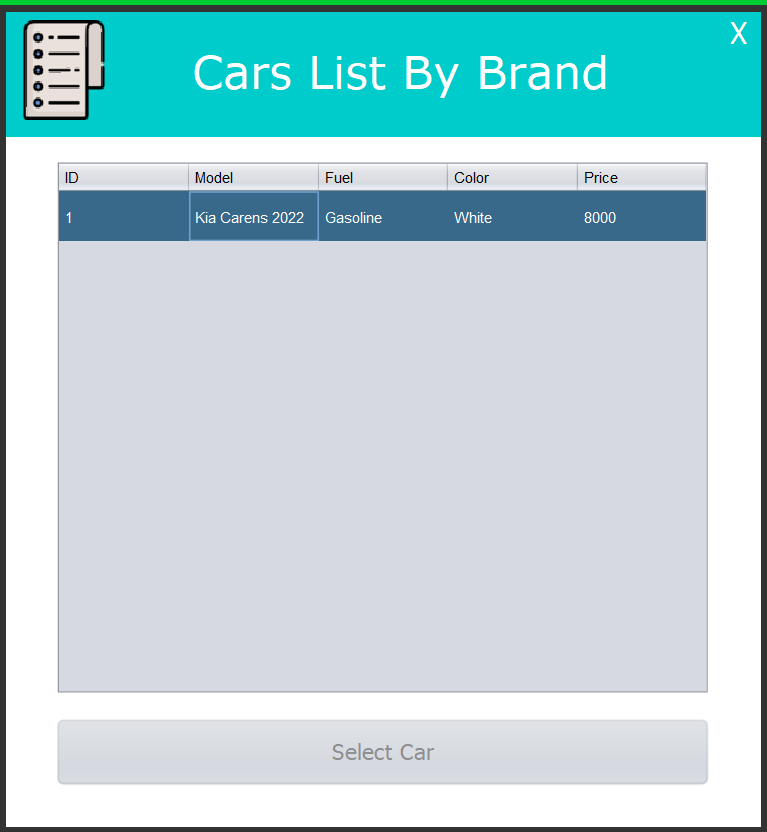 X
Cars List By Brand
ID Model Fuel Color Price
1 Kia Carens 2022 Gasoline White 8000
Select Car